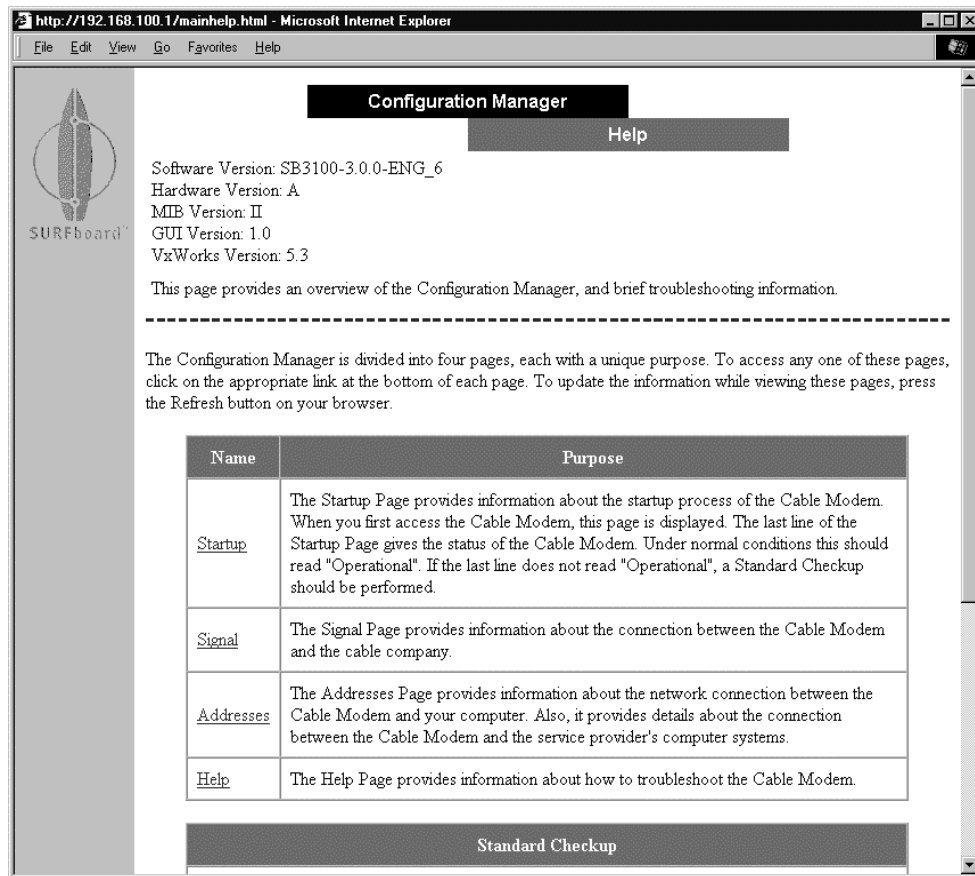 http://192.168.100.1/mainhelp.html - Microsoft Internet Explorer
File Edit View Go Favorites Help
Configuration Manager
Help
SURFboard™
Software Version: SB3100-3.0.0-ENG_6
Hardware Version: A
MIB Version: II
GUI Version: 1.0
VxWorks Version: 5.3
This page provides an overview of the Configuration Manager, and brief troubleshooting information.
The Configuration Manager is divided into four pages, each with a unique purpose. To access any one of these pages,
click on the appropriate link at the bottom of each page. To update the information while viewing these pages, press
the Refresh button on your browser.
Name Purpose
Startup
The Startup Page provides information about the startup process of the Cable Modem.
When you first access the Cable Modem, this page is displayed. The last line of the
Startup Page gives the status of the Cable Modem. Under normal conditions this should
read "Operational". If the last line does not read "Operational", a Standard Checkup
should be performed.
Signal
The Signal Page provides information about the connection between the Cable Modem
and the cable company.
Addresses
The Addresses Page provides information about the network connection between the
Cable Modem and your computer. Also, it provides details about the connection
between the Cable Modem and the service provider's computer systems.
Help
The Help Page provides information about how to troubleshoot the Cable Modem.
Standard Checkup